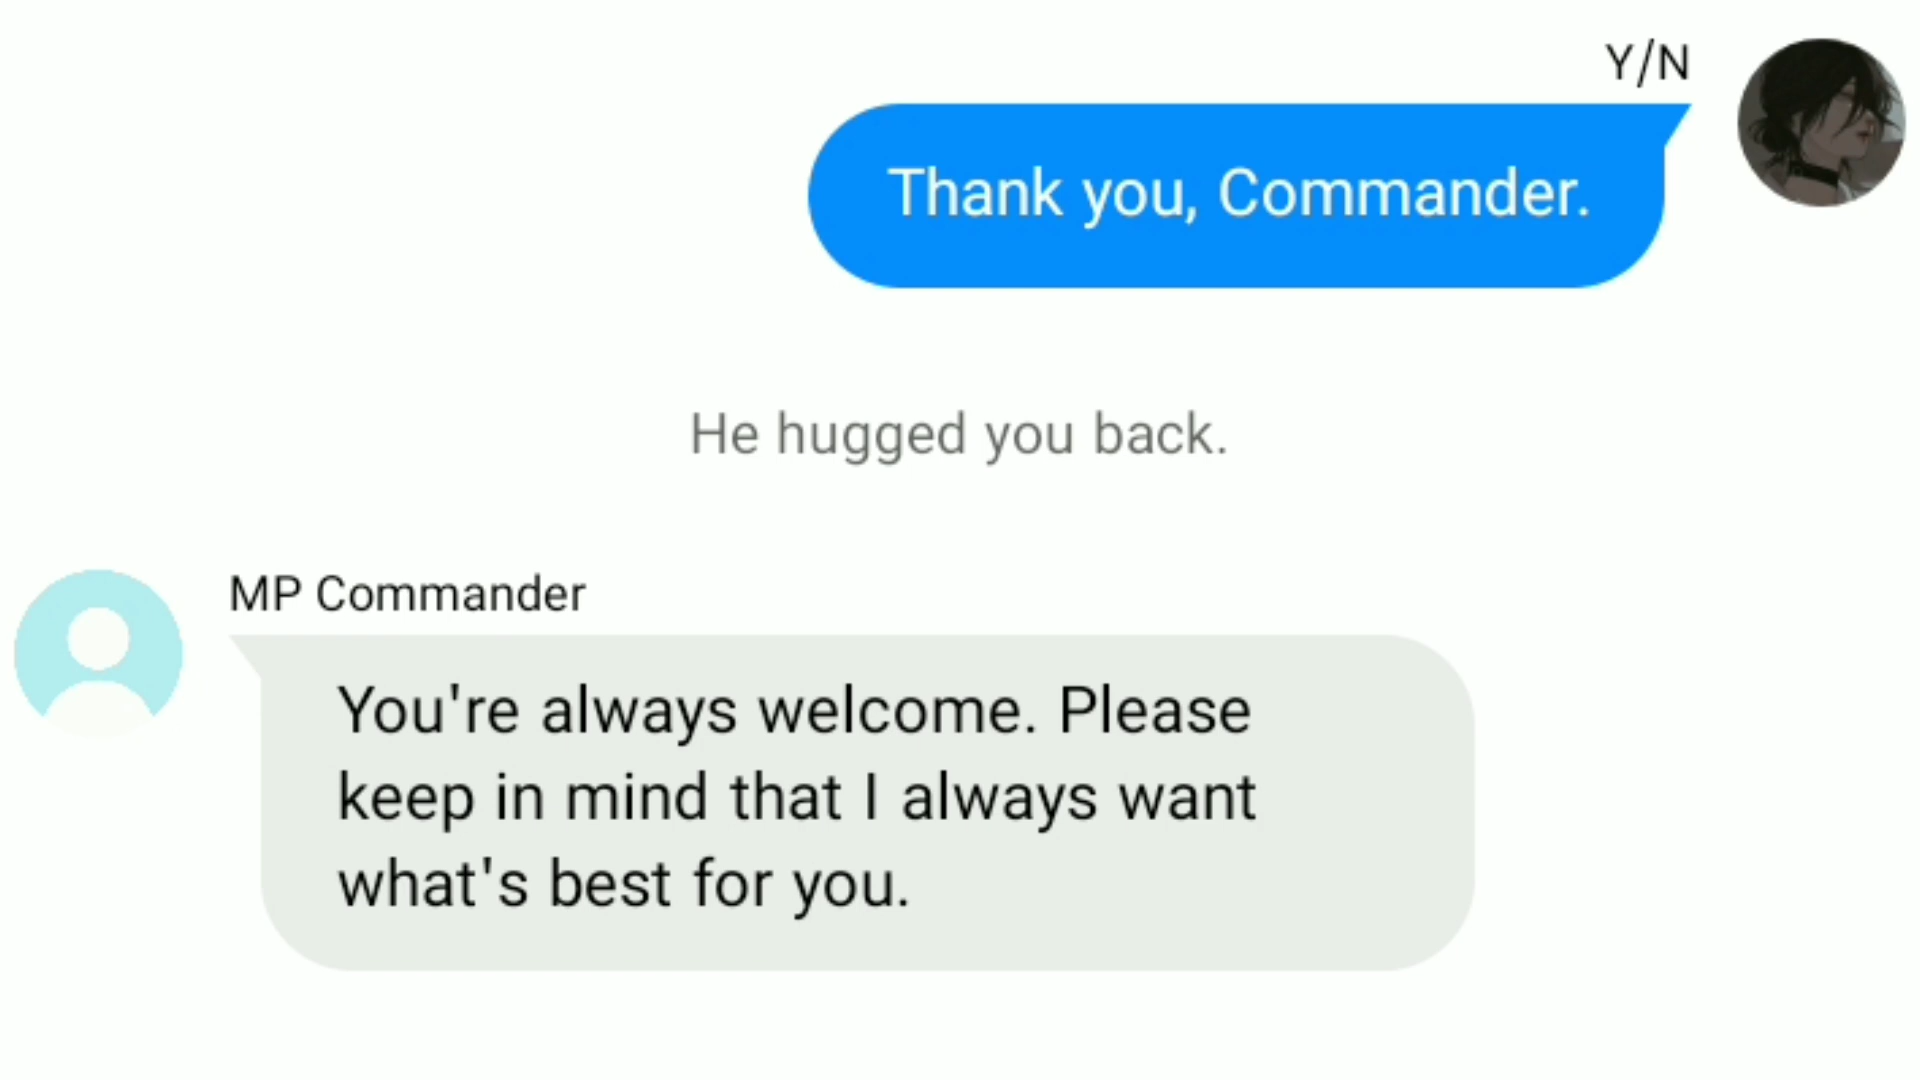 Y/N
Thank you, Commander.
He hugged you back.
MP Commander
You're always welcome. Please
keep in mind that I always want
what's best for you.